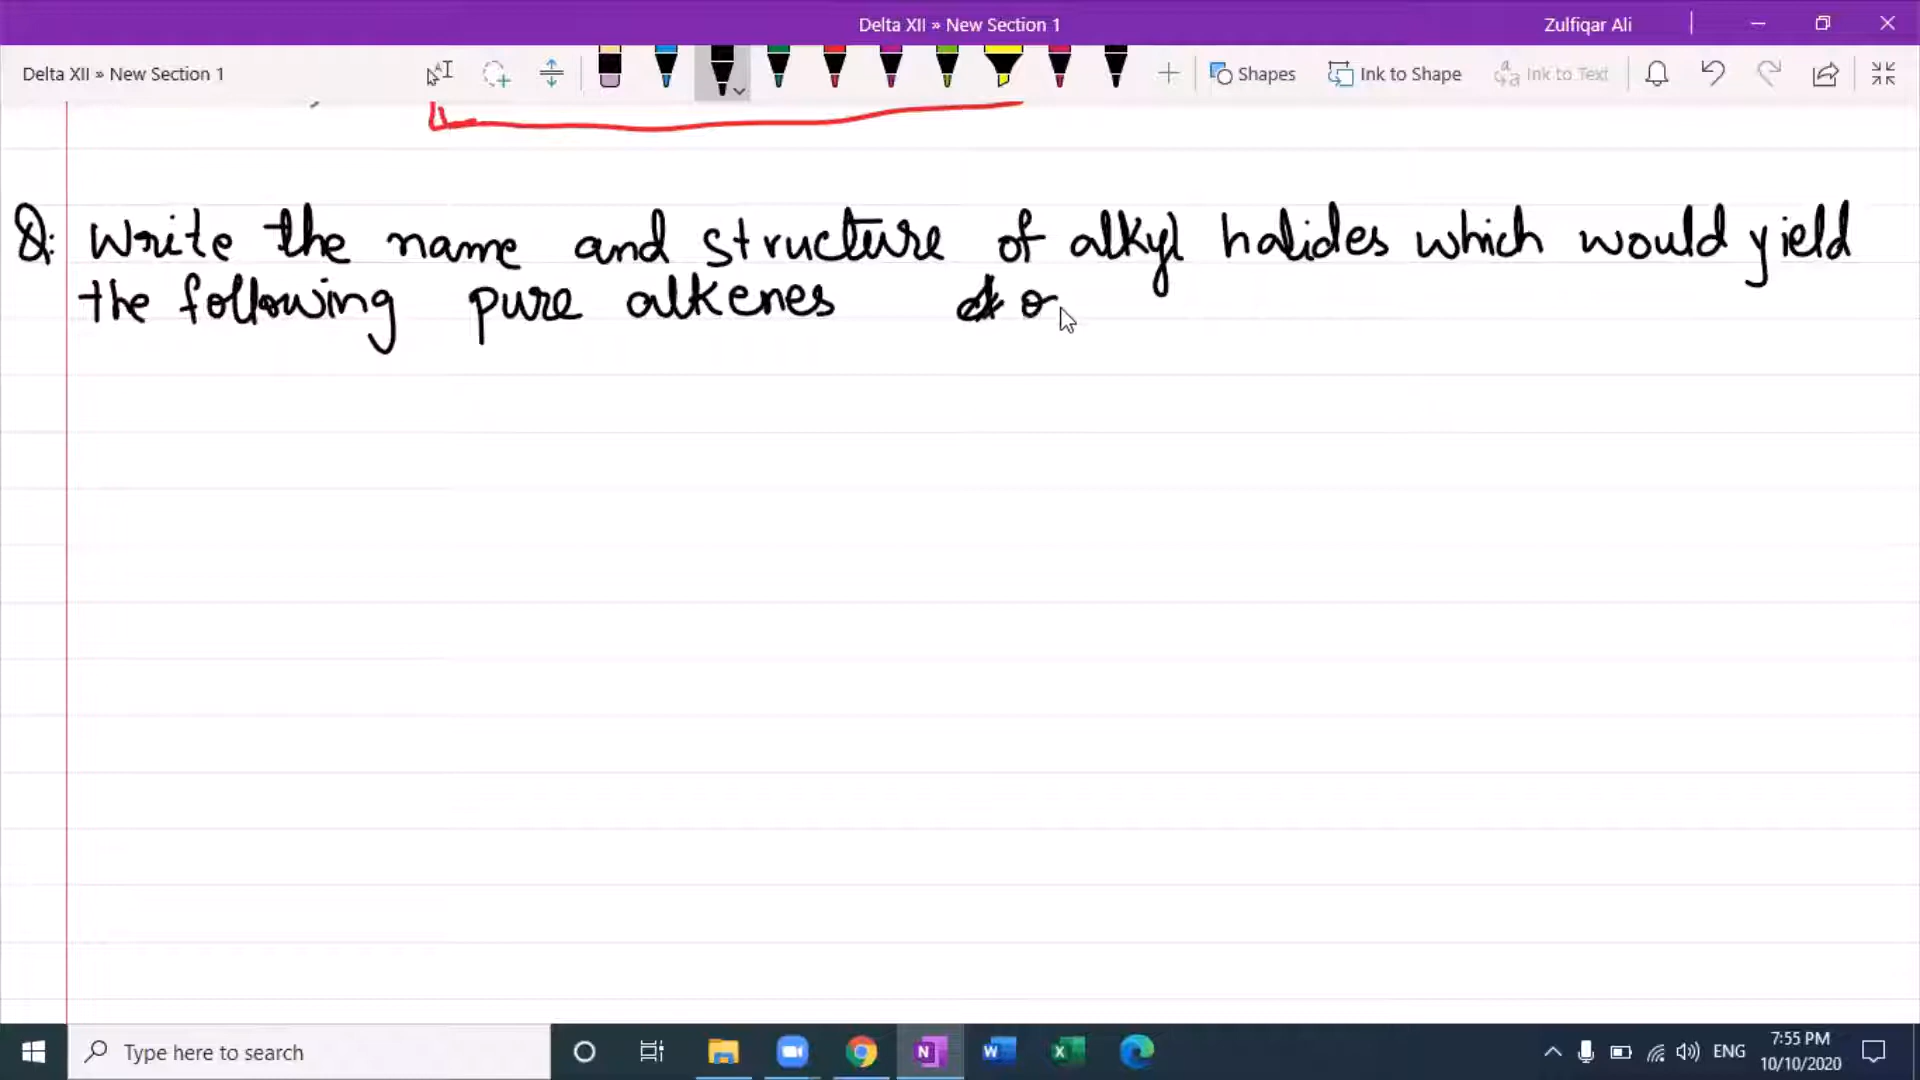 Delta XII » New Section 1
Zulfiqar Ali
Delta XII » New Section 1
Shapes
Ink to Shape
Ink to Text
Q: Write the name and structure of alkyl halides which would yield
the following pure alkenes o
Type here to search
ENG
7:55 PM
10/10/2020